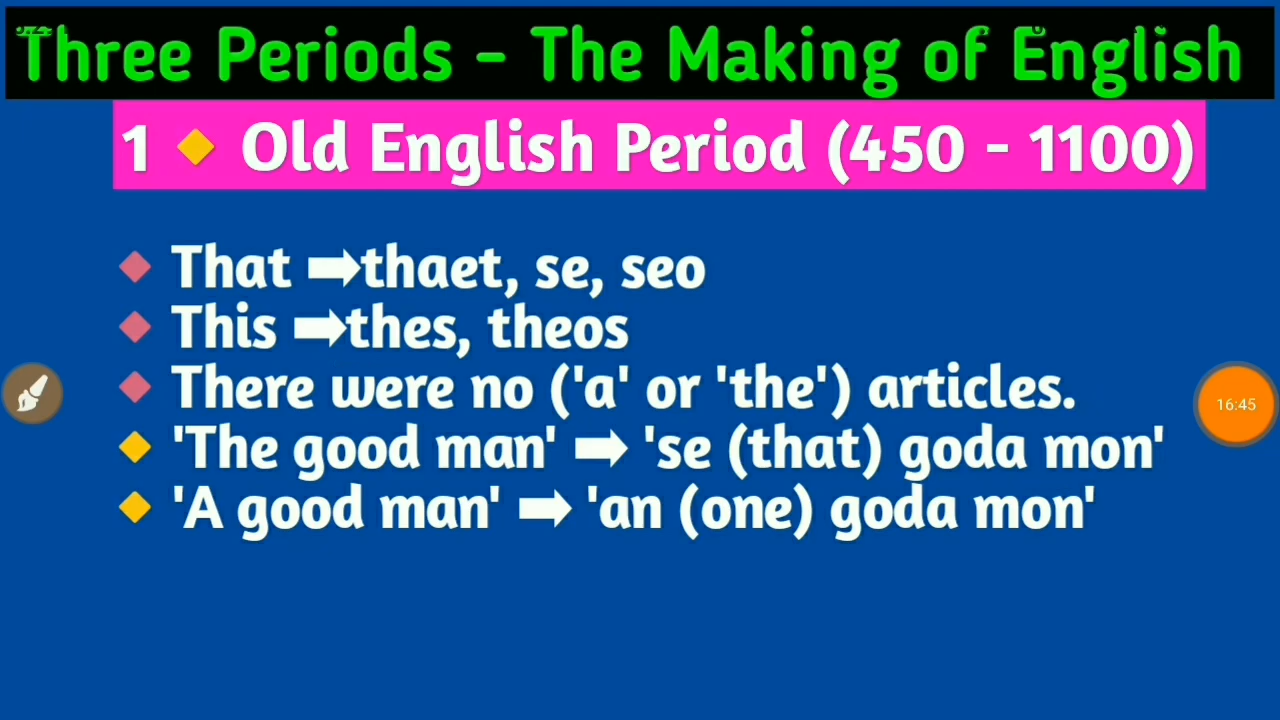 Three Periods - The Making of English
1 🔸 Old English Period (450 - 1100)
That ➡thaet, se, seo
This ➡thes, theos
There were no ('a' or 'the') articles.
'The good man' ➡ 'se (that) goda mon'
'A good man' ➡ 'an (one) goda mon'
16:45